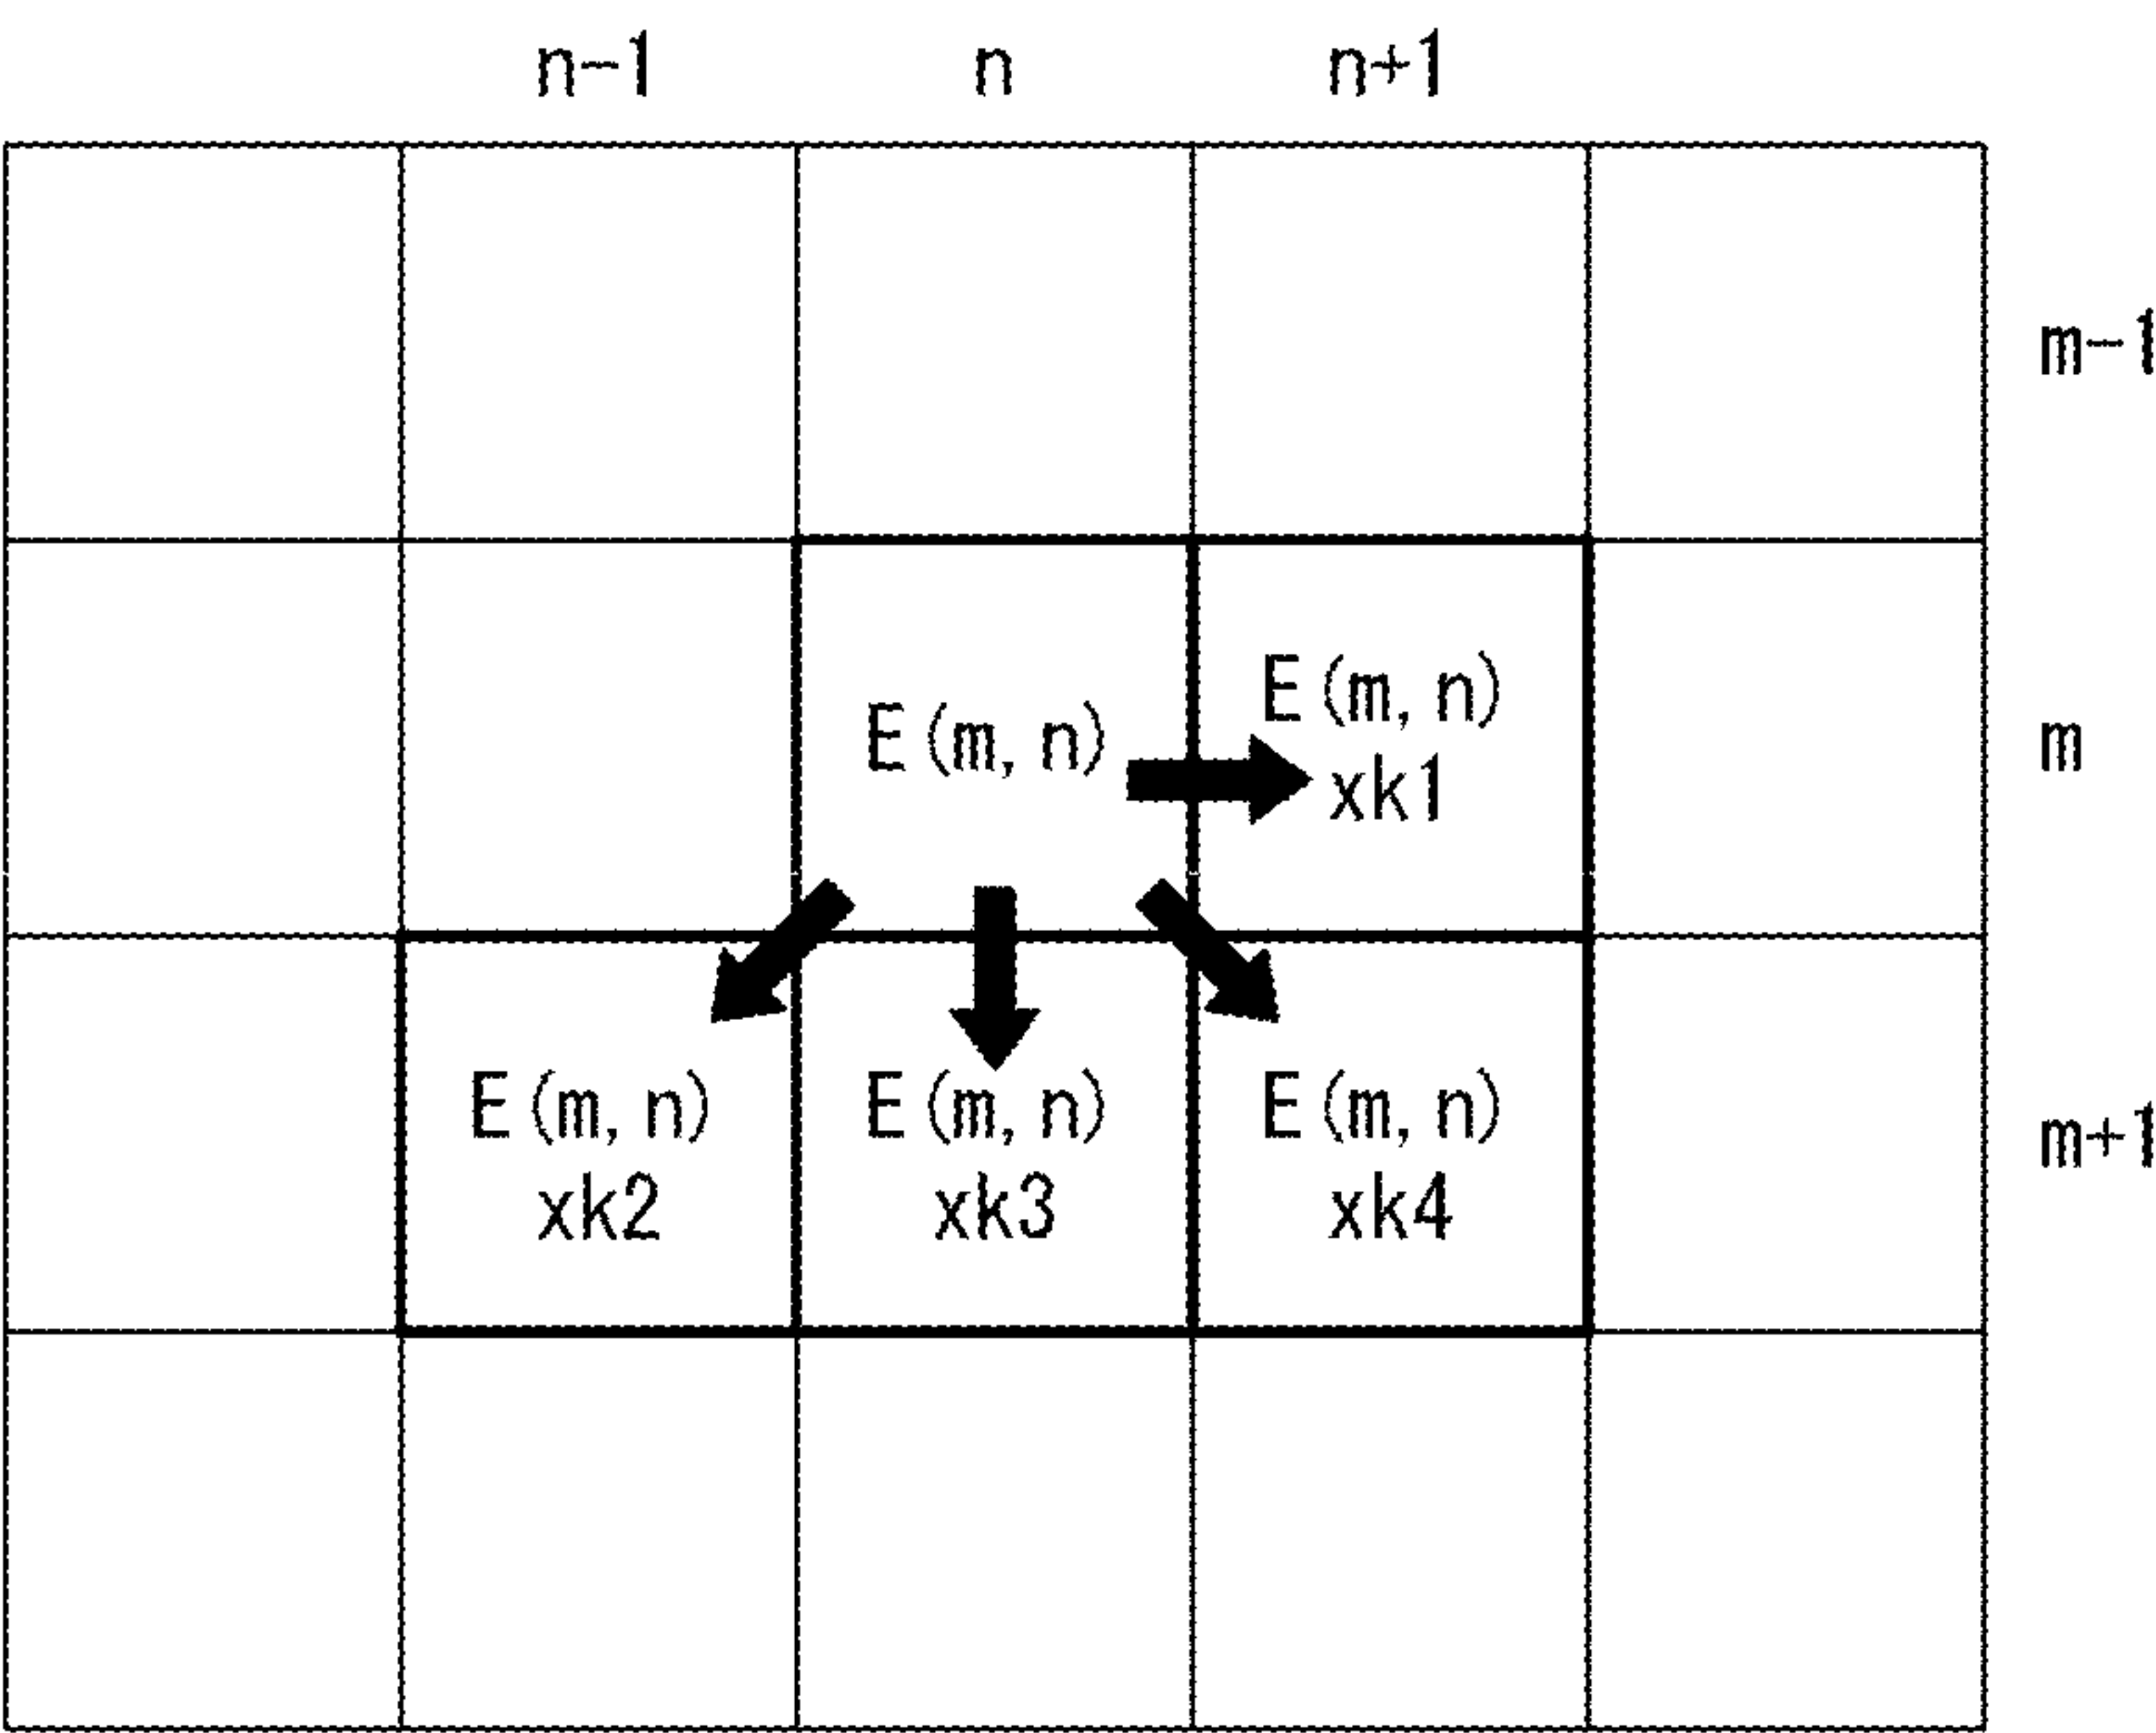 n-1 n n+1
m-1
E(m,n)
E(m,n)
xk1
m
E(m,n)
xk2
E(m,n)
xk3
E(m,n)
xk4
m+1